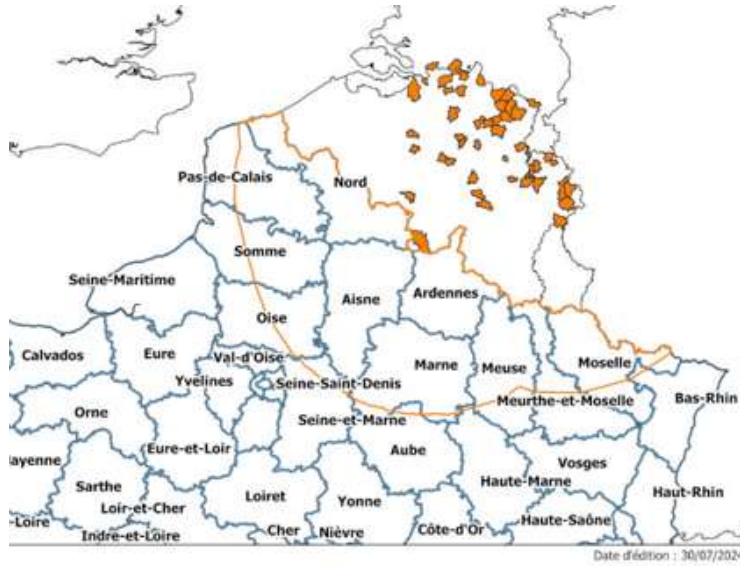 Pas-de-Calais
Nord
Somme
Seine-Maritime
Aisne
Ardennes
Oise
Calvados
Eure
Val-d'Oise
Marne
Meuse
Moselle
Yvelines
Seine-Saint-Denis
Meurthe-et-Moselle
Bas-Rhin
Orne
Seine-et-Marne
Eure-et-Loir
Aube
ayenne
Vosges
Sarthe
Loiret
Yonne
Haute-Marne
Haut-Rhin
Loir-et-Cher
-Loire
Indre-et-Loire
Cher
Nièvre
Côte-d'Or
Haute-Saône
Date d'édition : 30/07/2024